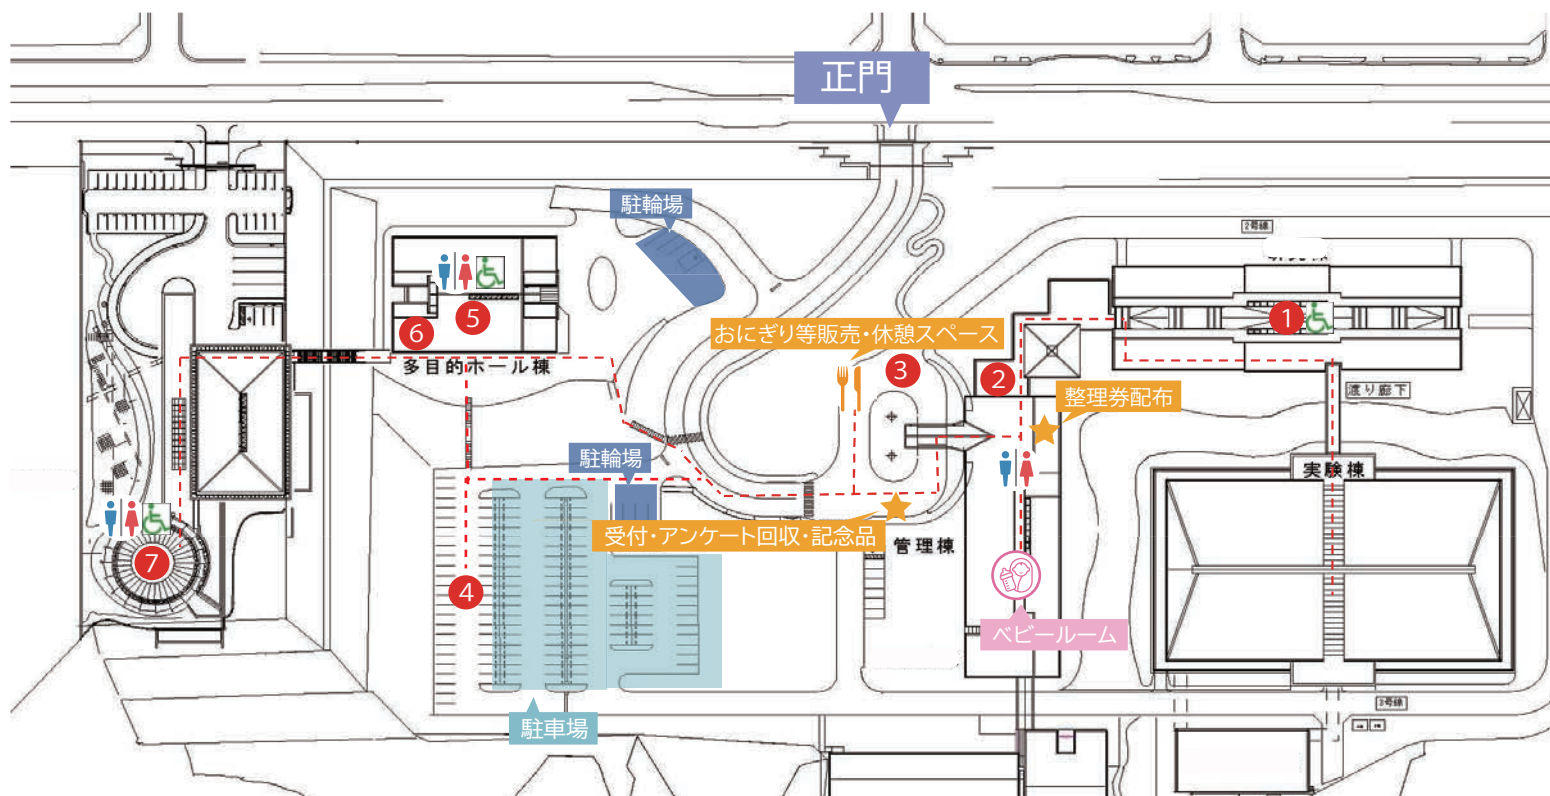 正門
駐輪場
2号線
おにぎり等販売・休憩スペース
1
5
6
3
2
多目的ホール棟
整理券配布
渡り廊下
駐輪場
実験棟
受付・アンケート回収・記念品
管理棟
7
4
ベビールーム
3号線
駐車場